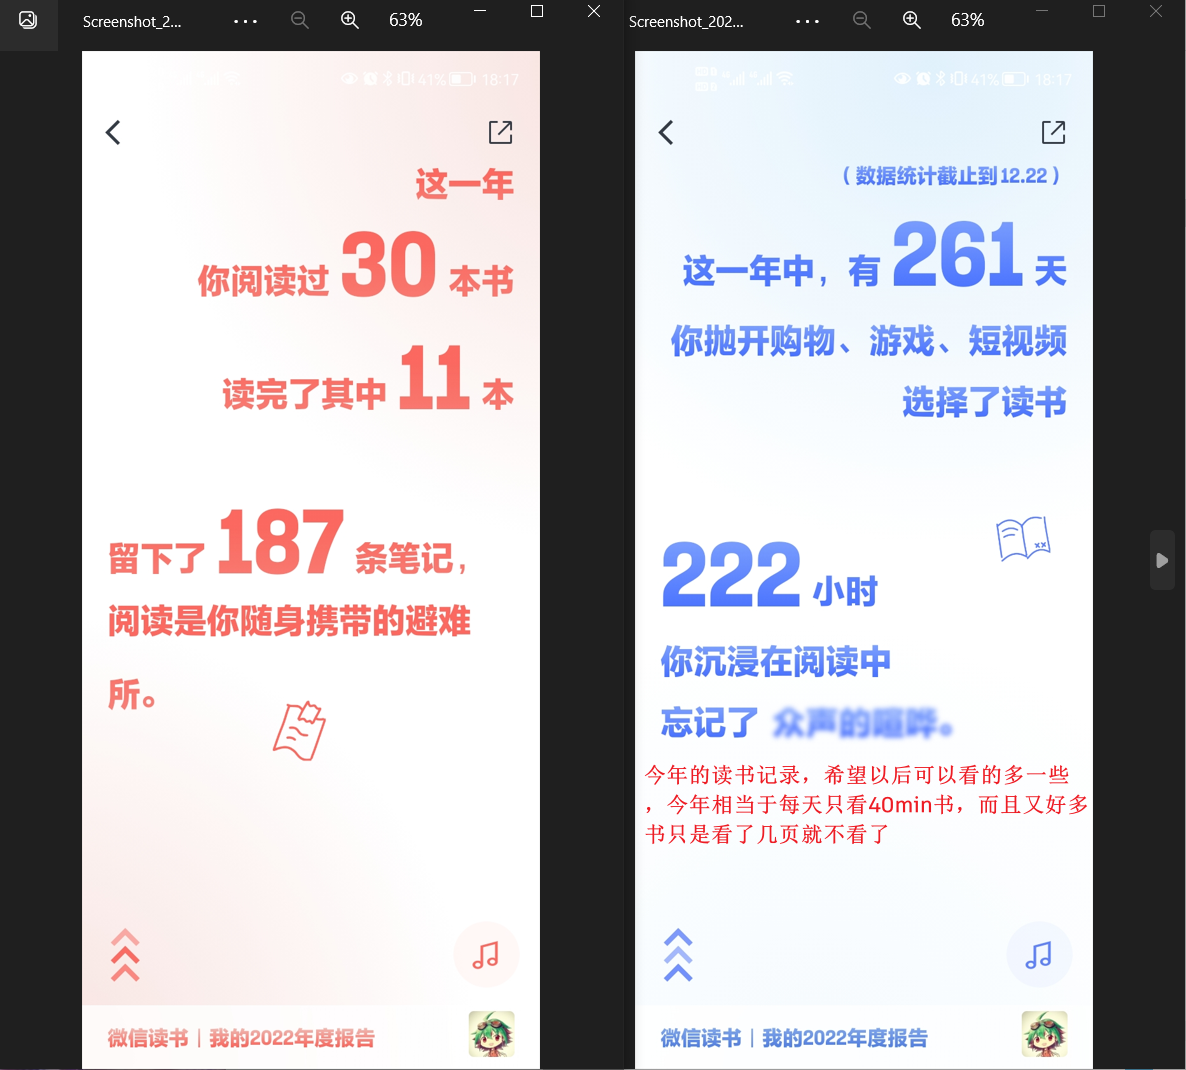 Screenshot_2...
63%
41%
18:17
这一年
你阅读过 30 本书
读完了其中 11 本
留下了 187 条笔记，
阅读是你随身携带的避难
所。
微信读书 | 我的2022年度报告
Screenshot_202...
63%
41%
18:17
（数据统计截止到12.22）
这一年中，有 261 天
你抛开购物、游戏、短视频
选择了读书
222 小时
你沉浸在阅读中
忘记了 众声的喧哗。
今年的读书记录，希望以后可以看的多一些
，今年相当于每天只看40min书，而且又好多
书只是看了几页就不看了
微信读书 | 我的2022年度报告